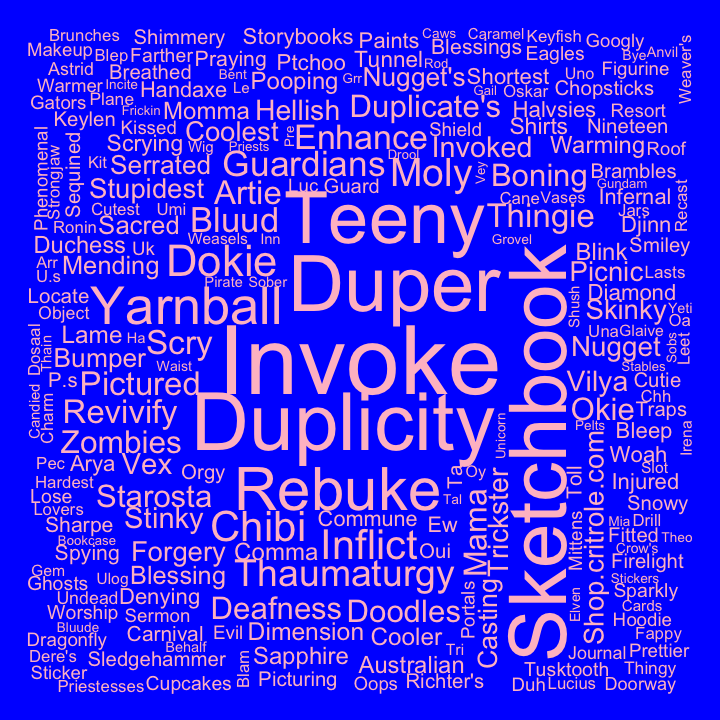 Brunches Shimmery Storybooks Paints Caws Caramel Keyfish Googly
Makeup Blep Farther Praying Ptchoo Tunnel Rod Blessings Eagles Bye Anvil Weaver's
Astrid Breathed Bent Pooping Grr Nugget's Shortest Uno Figurine
Warmer Incite Handaxe Le Gail Oskar Chopsticks
Gators Plane Frickin Momma Hellish Duplicate's Halvsies Resort
Keylen Kissed Coolest Pre Enhance Shield Shirts Nineteen
Phenomenal Strongjaw Sequined Scrying Wig Priests Drool Invoked Warming Roof
Kit Serrated Guardians Moly Vey Boning Brambles
Stupidest Artie Luc Guard Gundam Infernal
Cutest Umi Teeny Cane Vases Jars Recast
Ronin Sacred Bluud Thingie Djinn
Duchess Uk Weasels Inn Grovel Blink Smiley
Arr Mending Dokie Picnic Lasts
U.s Pirate Sober Duper Diamond
Locate Yarnball Shush Skinky Yeti
Object Oa
Dosaal Than Lame Ha Scry Invoke Sketchbook Una Glaive Sobs Leet
Bumper Waist Nugget Stables
P.s Pictured Vilya Cutie
Candied Charm Revivify Duplicity Okie Chh Traps
Zombies Unicorn Pelts Bleep Irena
Pec Arya Vex Orgy Ta Oy Woah
Hardest Rebuke Toll Slot Injured
Lose Starosta Tal Mama Trickster Snowy
Lovers Stinky Chibi Commune Ew Mia Drill
Sharpe Mittens Fitted Theo
Bookcase Forgery Comma Inflict Oui Crow's
Spying Shop.critrole.com Firelight
Gem Ulog Blessing Thaumaturgy Stickers
Ghosts Denying Elven Sparkly
Undead Portals Casting Cards
Worship Sermon Deafness Doodles Hoodie
Bluude Carnival Evil Dimension Cooler Fappy
Dragonfly Behalf Tri Journal Prettier
Dere's Sledgehammer Sapphire Australian Tusktooth Thingy
Sticker Blam Picturing
Priestesses Cupcakes Oops Richter's Duh Lucius Doorway